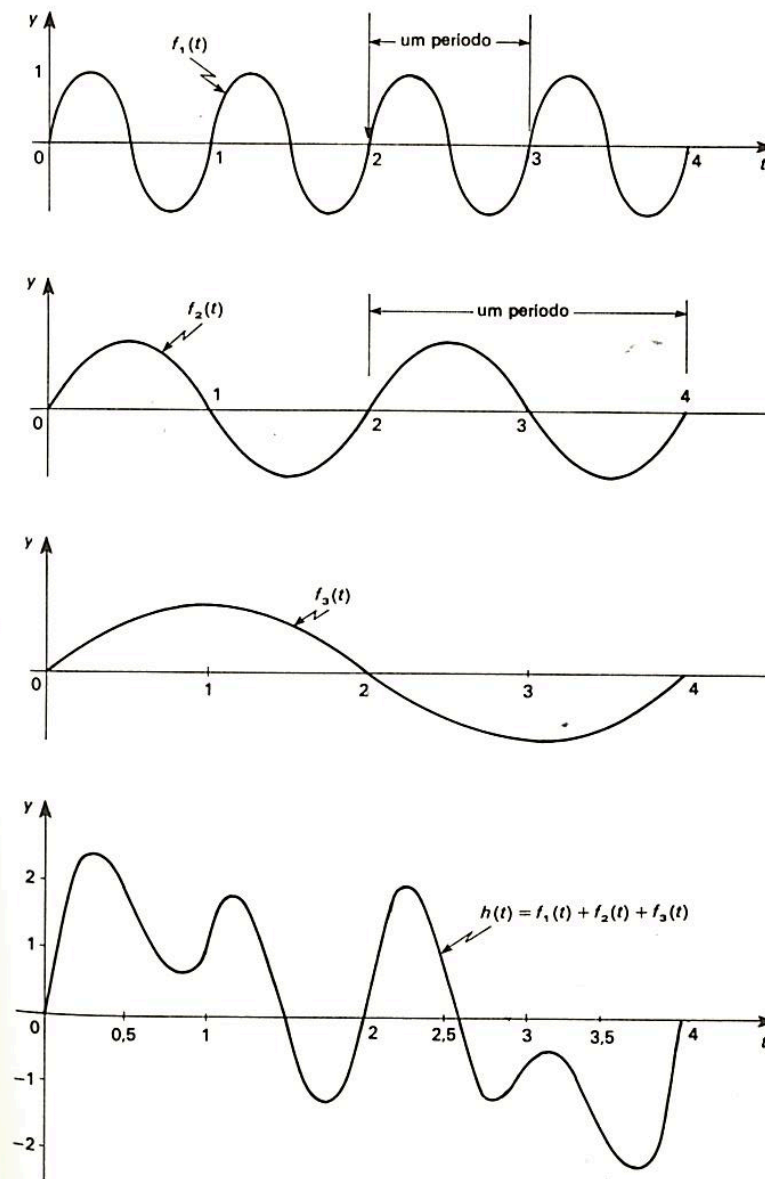 y
f₁(t)
um periodo
1
0 1 2 3 4
t
y
f₂(t)
um periodo
1 4
0 2 3
y
f₃(t)
0 1 2 3 4
y
2
h(t) = f₁(t) + f₂(t) + f₃(t)
1
0 0,5 1 2 2,5 3 3,5 4 t
−1
−2